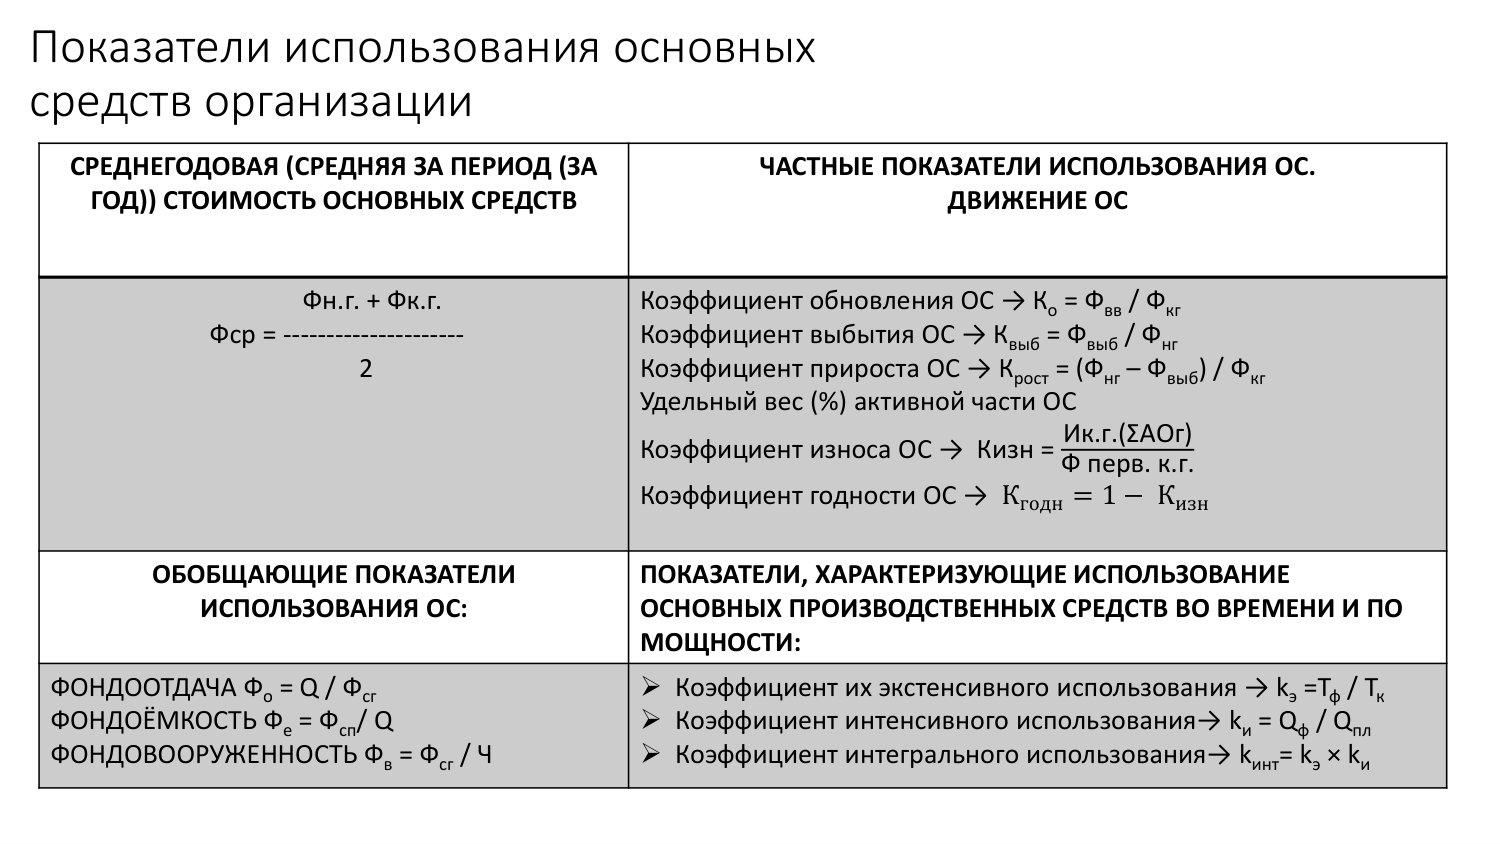 Показатели использования основных
средств организации
СРЕДНЕГОДОВАЯ (СРЕДНЯЯ ЗА ПЕРИОД (ЗА
ГОД)) СТОИМОСТЬ ОСНОВНЫХ СРЕДСТВ
ЧАСТНЫЕ ПОКАЗАТЕЛИ ИСПОЛЬЗОВАНИЯ ОС.
ДВИЖЕНИЕ ОС
Фн.г. + Фк.г.
Фср = ---------------------
2
Коэффициент обновления ОС → Ко = Фвв / Фкг
Коэффициент выбытия ОС → Квыб = Фвыб / Фнг
Коэффициент прироста ОС → Крост = (Фнг – Фвыб) / Фкг
Удельный вес (%) активной части ОС
Коэффициент износа ОС → Кизн = Ик.г.(ΣАОг)
Ф перв. к.г.
Коэффициент годности ОС → Кгодн = 1 − Кизн
ОБОБЩАЮЩИЕ ПОКАЗАТЕЛИ
ИСПОЛЬЗОВАНИЯ ОС:
ПОКАЗАТЕЛИ, ХАРАКТЕРИЗУЮЩИЕ ИСПОЛЬЗОВАНИЕ
ОСНОВНЫХ ПРОИЗВОДСТВЕННЫХ СРЕДСТВ ВО ВРЕМЕНИ И ПО
МОЩНОСТИ:
ФОНДООТДАЧА Фо = Q / Фсг
ФОНДОЁМКОСТЬ Фе = Фсп/ Q
ФОНДОВООРУЖЕННОСТЬ Фв = Фсг / Ч
➢ Коэффициент их экстенсивного использования → kэ =Тф / Тк
➢ Коэффициент интенсивного использования→ kи = Qф / Qпл
➢ Коэффициент интегрального использования→ kинт= kэ × kи